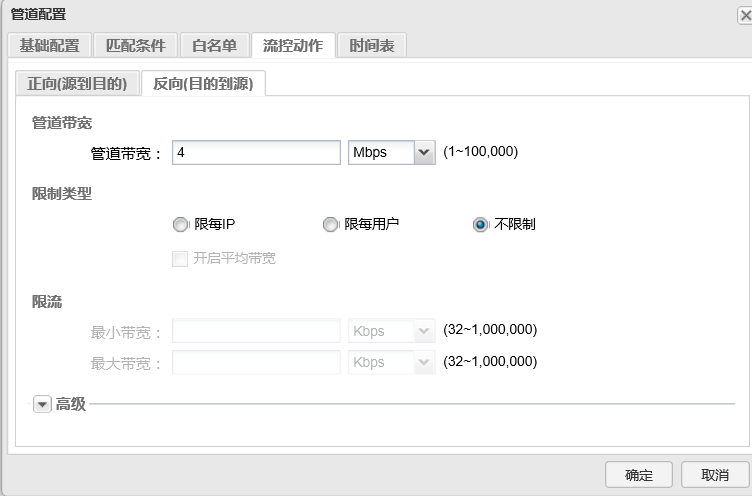 管道配置
基础配置 匹配条件 白名单 流控动作 时间表
正向(源到目的) 反向(目的到源)
管道带宽
管道带宽： 4 Mbps (1~100,000)
限制类型
限每IP 限每用户 不限制
开启平均带宽
限流
最小带宽： Kbps (32~1,000,000)
最大带宽： Kbps (32~1,000,000)
高级
确定 取消